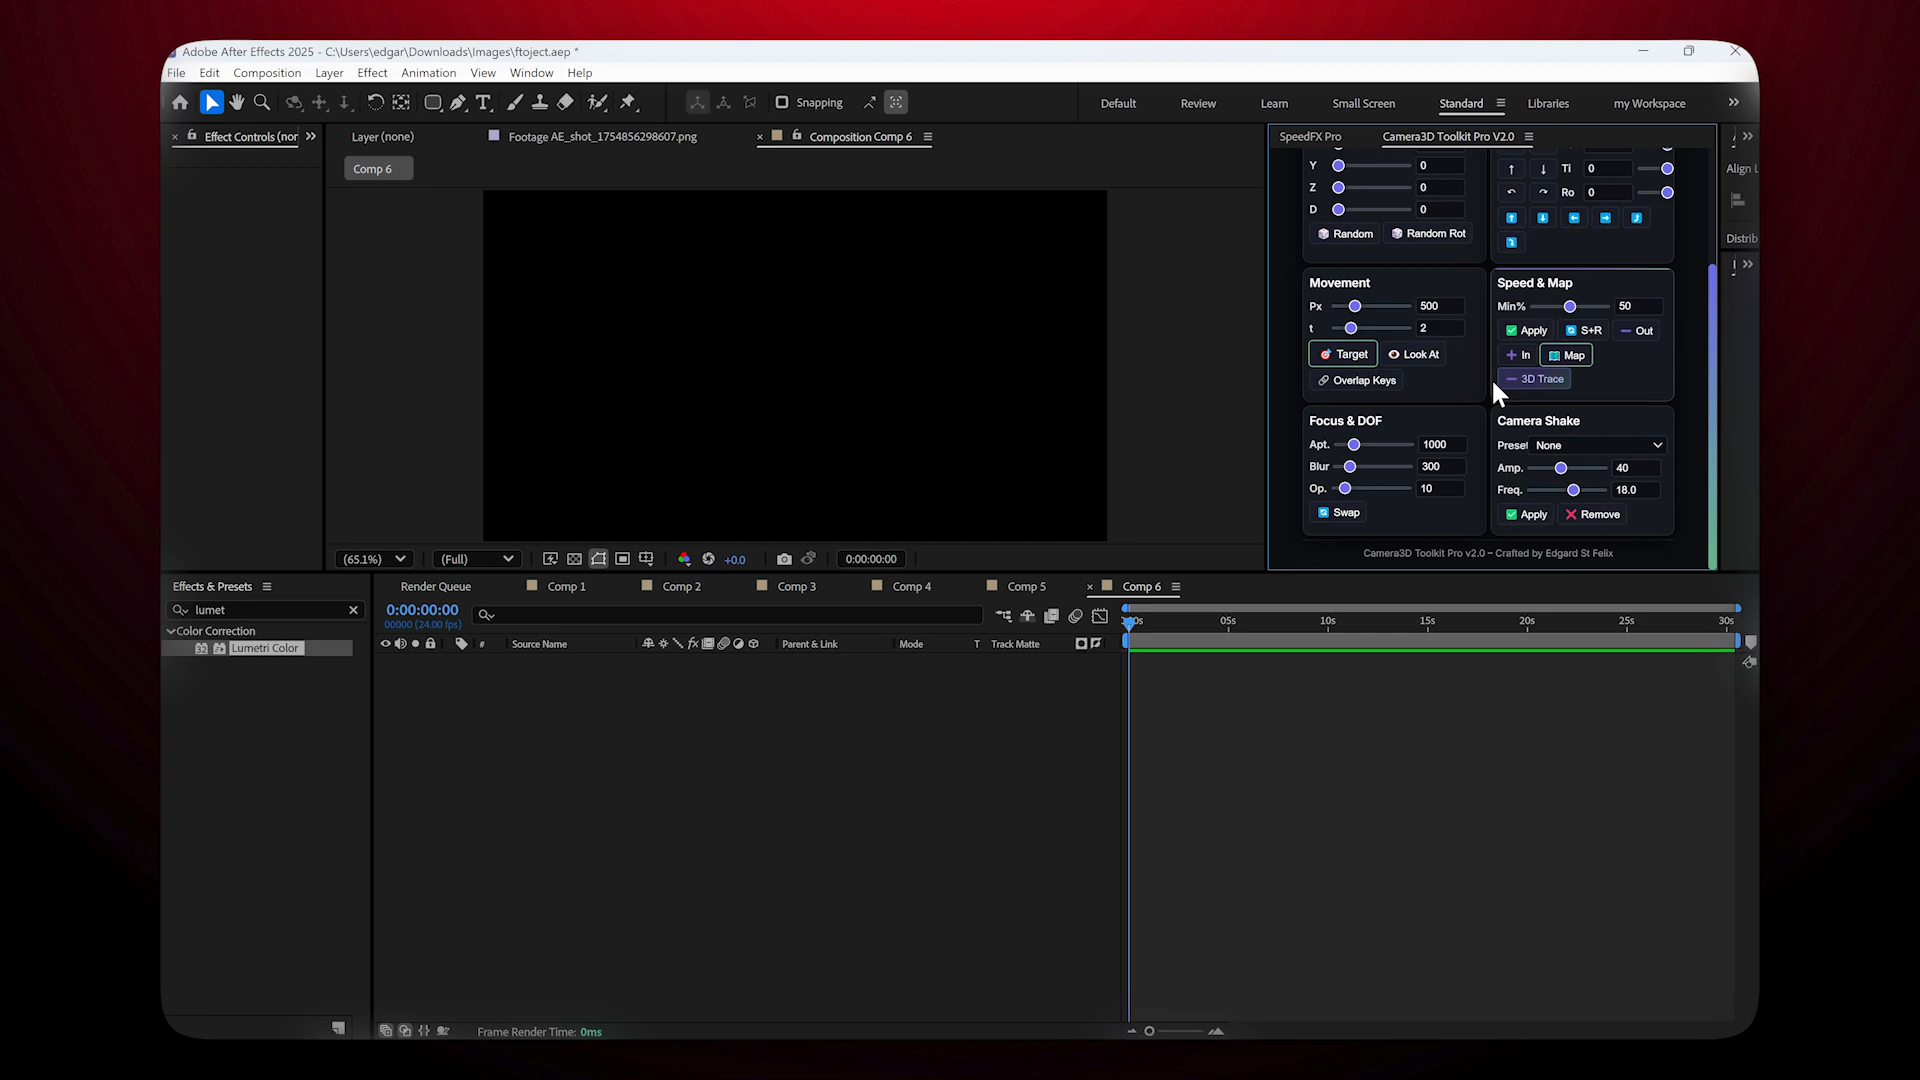 Adobe After Effects 2025 - C:\Users\edgar\Downloads\Images\ftoject.aep *
File Edit Composition Layer Effect Animation View Window Help
Snapping
Default Review Learn Small Screen Standard Libraries my Workspace
Effect Controls (nor
Layer (none)
Footage AE_shot_1754856298607.png
Composition Comp 6
SpeedFX Pro
Camera3D Toolkit Pro V2.0
Comp 6
Align L
Distrib
Y 0
Z 0
D 0
Random Random Rot
Ti 0
Ro 0
Movement
Px 500
t 2
Target Look At
Overlap Keys
Speed & Map
Min% 50
Apply S+R Out
In Map
3D Trace
Focus & DOF
Apt. 1000
Blur 300
Op. 10
Swap
Camera Shake
Preset None
Amp. 40
Freq. 18.0
Apply Remove
Camera3D Toolkit Pro v2.0 – Crafted by Edgard St Felix
(65.1%) (Full) +0.0 0:00:00:00
Effects & Presets
lumet
Color Correction
32 Lumetri Color
Render Queue Comp 1 Comp 2 Comp 3 Comp 4 Comp 5 Comp 6
0:00:00:00
00000 (24.00 fps)
# Source Name Parent & Link Mode T Track Matte
05s 10s 15s 20s 25s 30s
Frame Render Time: 0ms